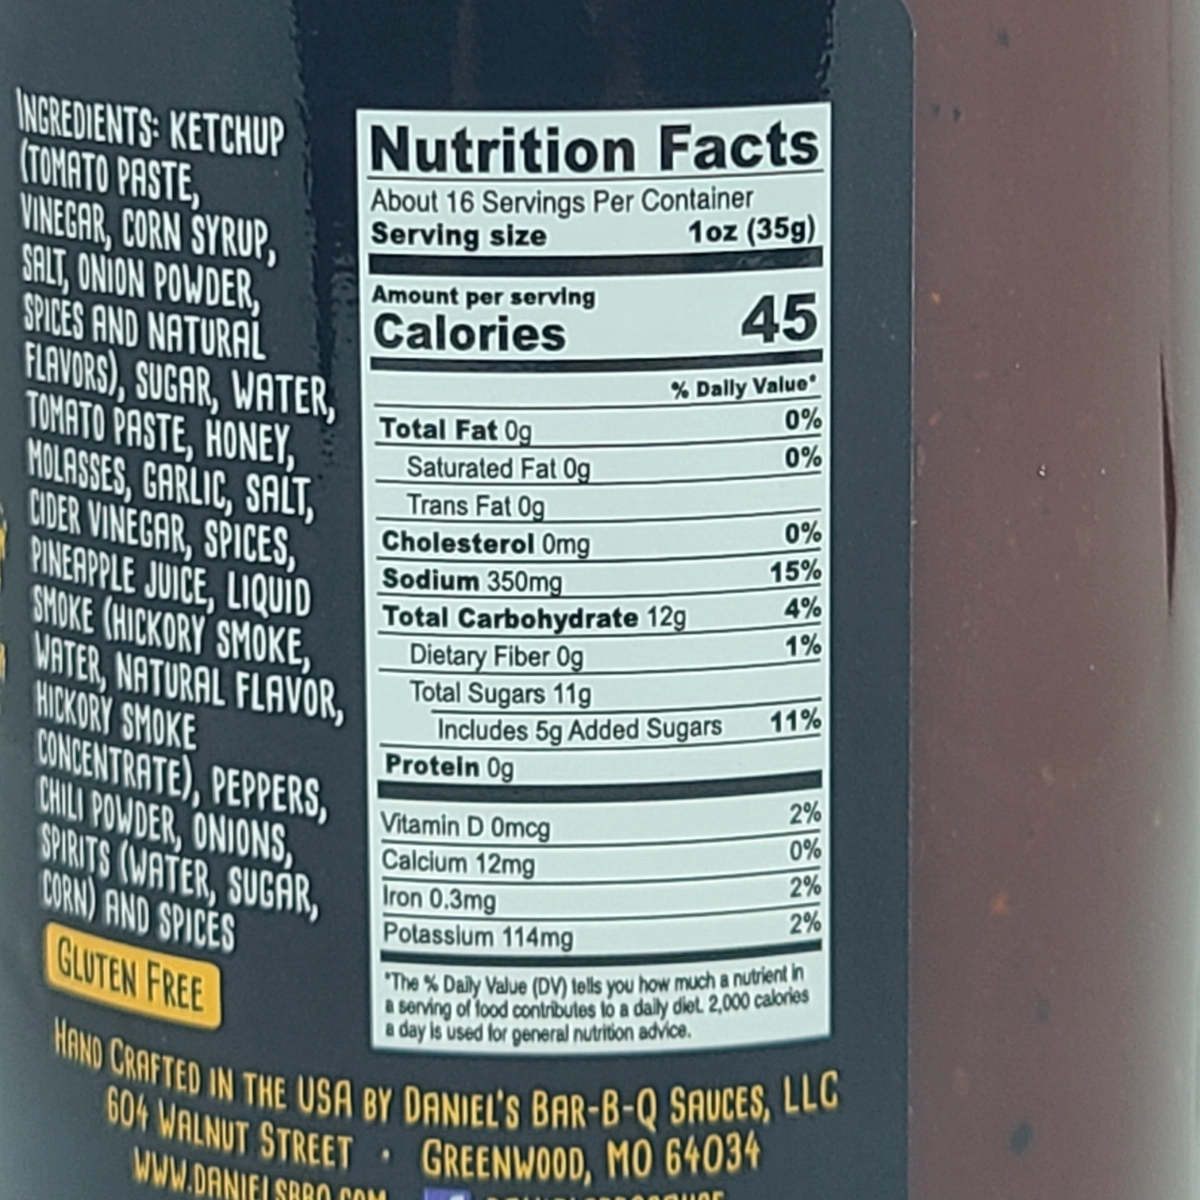 INGREDIENTS: KETCHUP
(TOMATO PASTE,
VINEGAR, CORN SYRUP,
SALT, ONION POWDER,
SPICES AND NATURAL
FLAVORS), SUGAR, WATER,
TOMATO PASTE, HONEY,
MOLASSES, GARLIC, SALT,
CIDER VINEGAR, SPICES,
PINEAPPLE JUICE, LIQUID
SMOKE (HICKORY SMOKE,
WATER, NATURAL FLAVOR,
HICKORY SMOKE
CONCENTRATE), PEPPERS,
CHILI POWDER, ONIONS,
SPIRITS (WATER, SUGAR,
CORN) AND SPICES
GLUTEN FREE
Nutrition Facts
About 16 Servings Per Container
Serving size 1oz (35g)
Amount per serving
Calories 45
% Daily Value*
Total Fat 0g 0%
Saturated Fat 0g 0%
Trans Fat 0g
Cholesterol 0mg 0%
Sodium 350mg 15%
Total Carbohydrate 12g 4%
Dietary Fiber 0g 1%
Total Sugars 11g
Includes 5g Added Sugars 11%
Protein 0g
Vitamin D 0mcg 2%
Calcium 12mg 0%
Iron 0.3mg 2%
Potassium 114mg 2%
*The % Daily Value (DV) tells you how much a nutrient in
a serving of food contributes to a daily diet. 2,000 calories
a day is used for general nutrition advice.
HAND CRAFTED IN THE USA BY DANIEL'S BAR-B-Q SAUCES, LLC
604 WALNUT STREET · GREENWOOD, MO 64034
WWW.DANIELSBBQ.COM